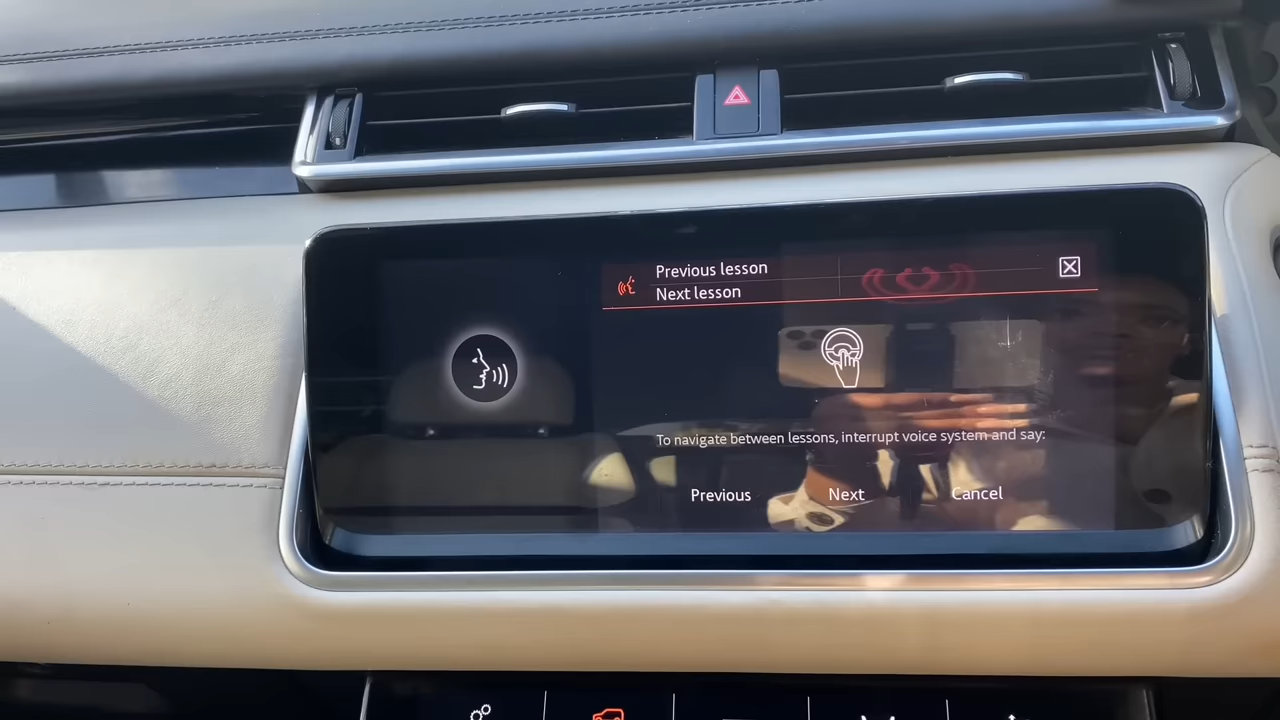 Previous lesson
Next lesson
To navigate between lessons, interrupt voice system and say:
Previous Next Cancel